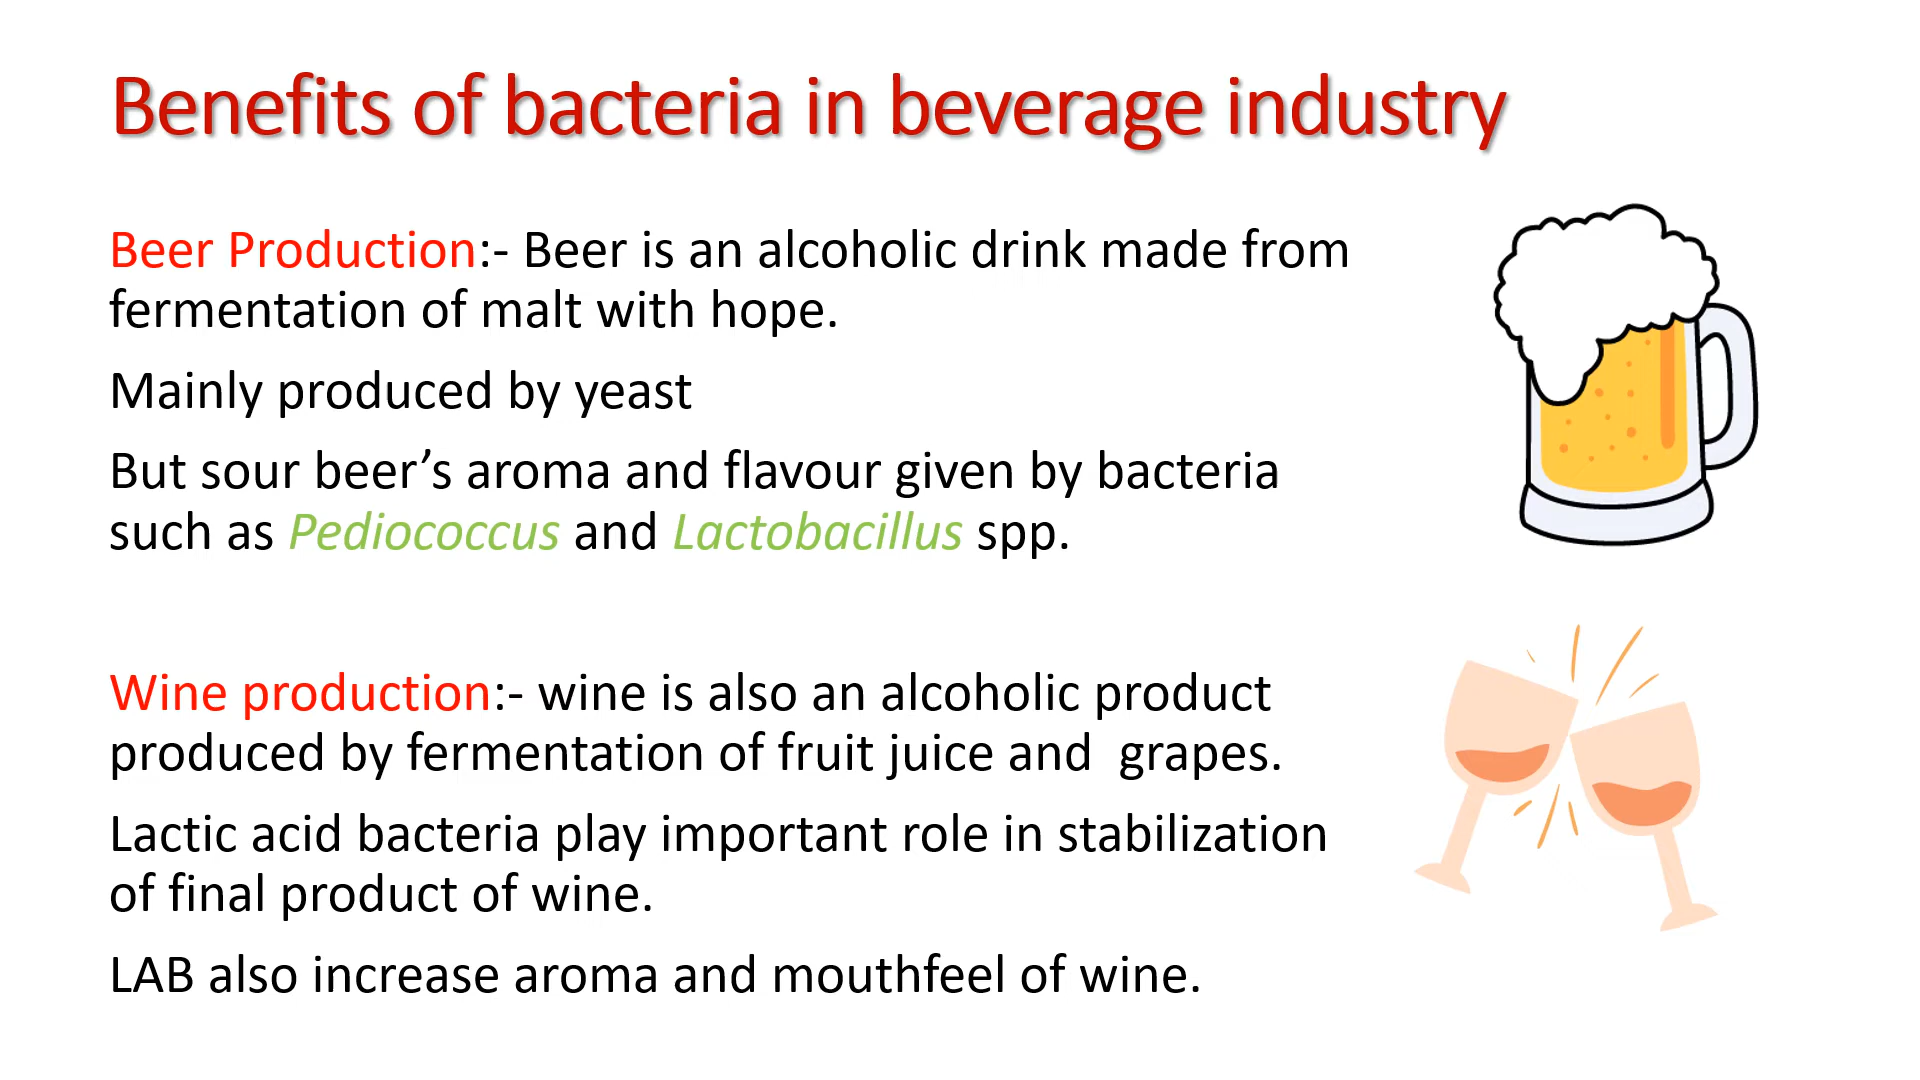 Benefits of bacteria in beverage industry
Beer Production:- Beer is an alcoholic drink made from
fermentation of malt with hope.
Mainly produced by yeast
But sour beer’s aroma and flavour given by bacteria
such as Pediococcus and Lactobacillus spp.
Wine production:- wine is also an alcoholic product
produced by fermentation of fruit juice and  grapes.
Lactic acid bacteria play important role in stabilization
of final product of wine.
LAB also increase aroma and mouthfeel of wine.